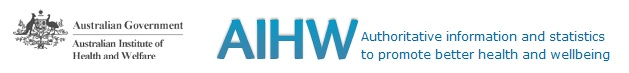 Australian Government
Australian Institute of
Health and Welfare
AIHW
Authoritative information and statistics
to promote better health and wellbeing